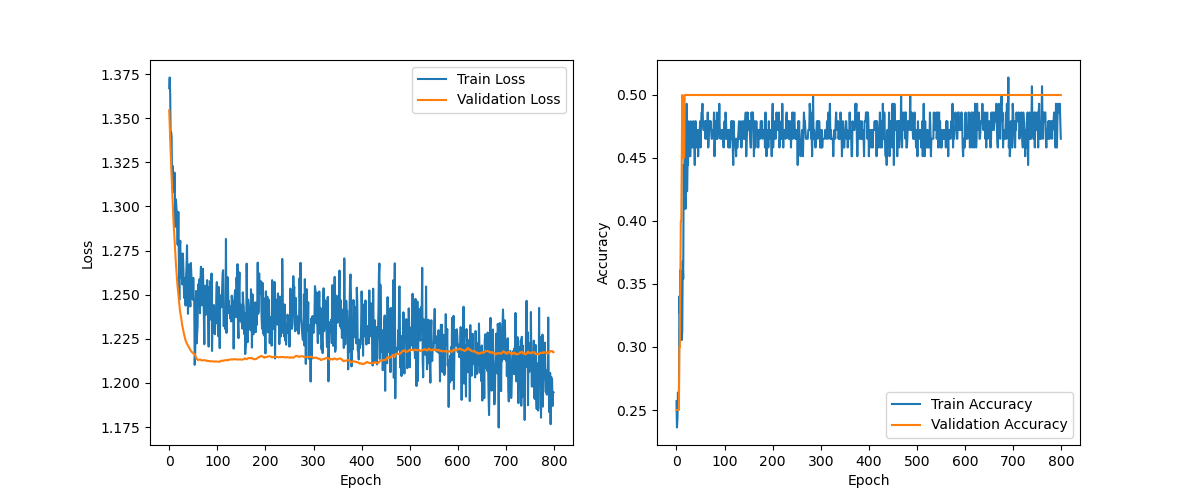 1.375
1.350
1.325
1.300
1.275
1.250
1.225
1.200
1.175
Loss
0 100 200 300 400 500 600 700 800
Epoch
Train Loss
Validation Loss
0.50
0.45
0.40
0.35
0.30
0.25
Accuracy
0 100 200 300 400 500 600 700 800
Epoch
Train Accuracy
Validation Accuracy